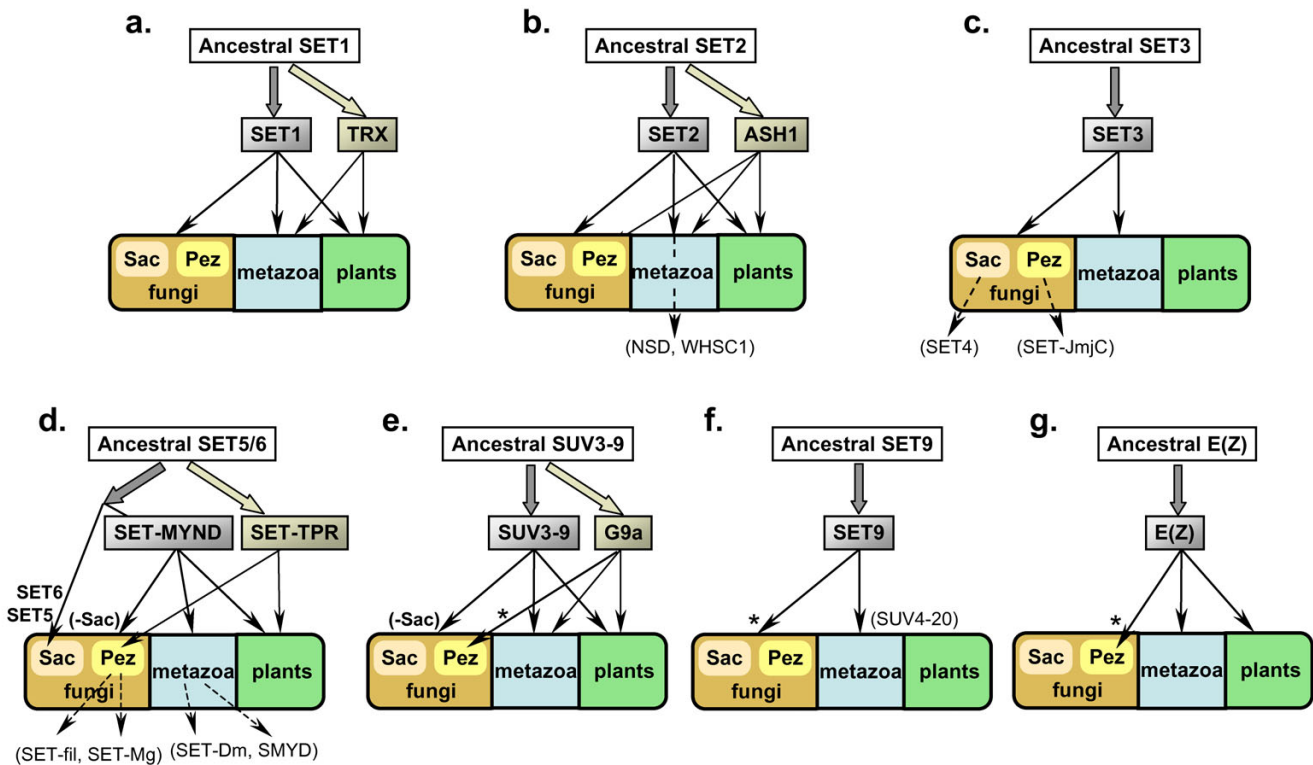 a.
Ancestral SET1
SET1
TRX
Sac
Pez
fungi
metazoa
plants
b.
Ancestral SET2
SET2
ASH1
Sac
Pez
fungi
metazoa
plants
(NSD, WHSC1)
c.
Ancestral SET3
SET3
Sac
Pez
fungi
metazoa
plants
(SET4)
(SET-JmjC)
d.
Ancestral SET5/6
SET-MYND
SET-TPR
SET6
SET5
(-Sac)
Sac
Pez
fungi
metazoa
plants
(SET-fil, SET-Mg)
(SET-Dm, SMYD)
e.
Ancestral SUV3-9
SUV3-9
G9a
(-Sac)
*
Sac
Pez
fungi
metazoa
plants
f.
Ancestral SET9
SET9
*
(SUV4-20)
Sac
Pez
fungi
metazoa
plants
g.
Ancestral E(Z)
E(Z)
*
Sac
Pez
fungi
metazoa
plants